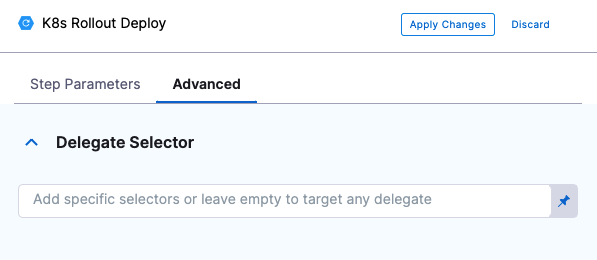 K8s Rollout Deploy
Apply Changes
Discard
Step Parameters
Advanced
Delegate Selector
Add specific selectors or leave empty to target any delegate